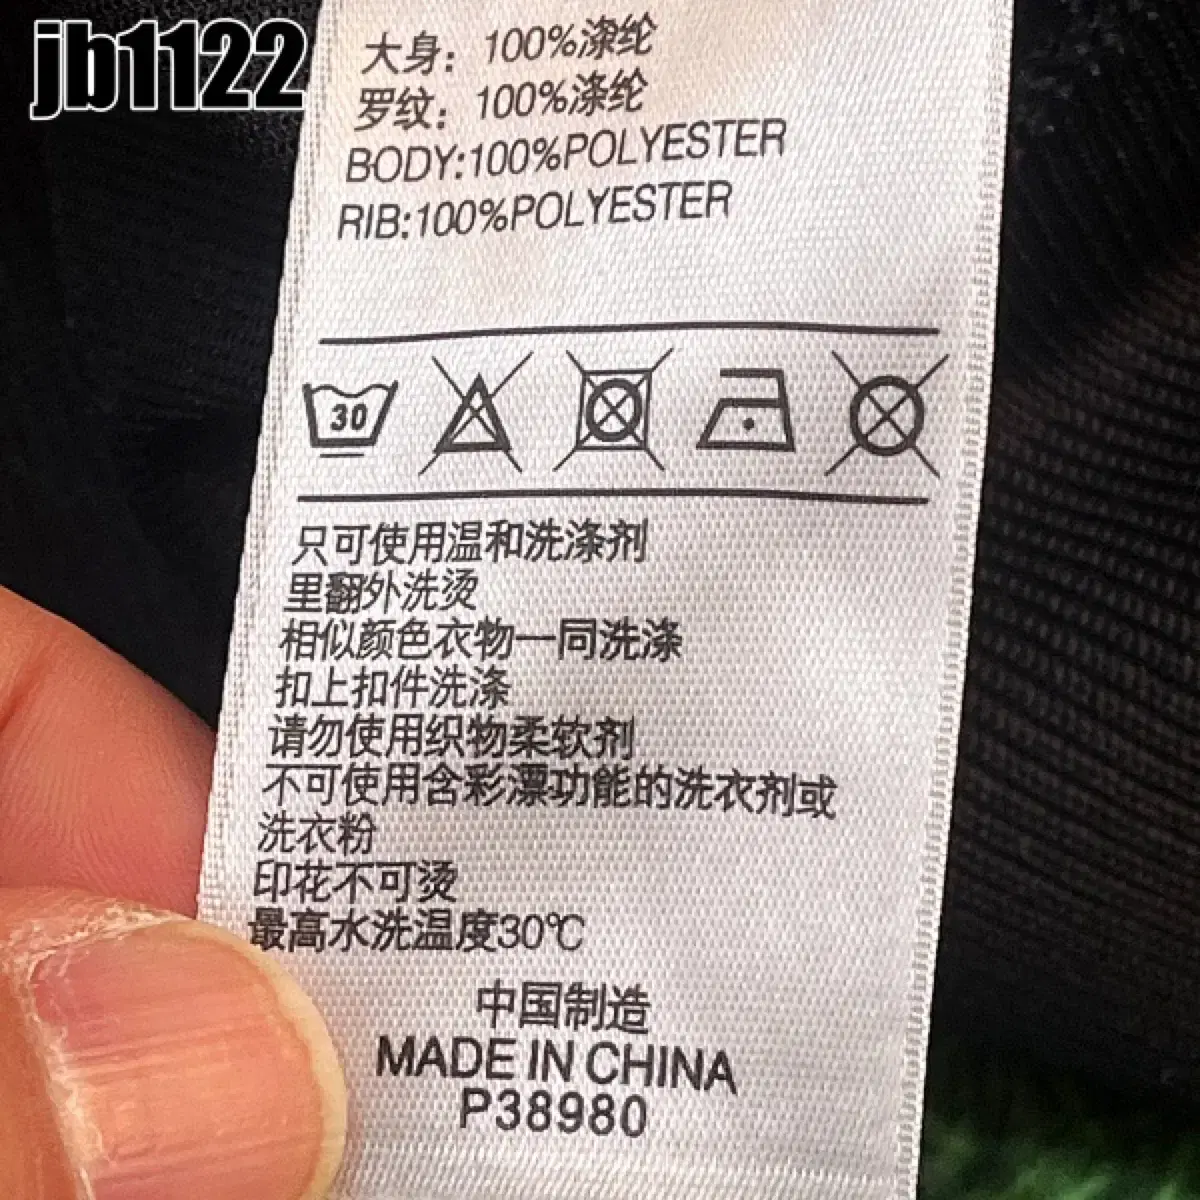 jb1122
大身：100%涤纶
罗纹：100%涤纶
BODY:100%POLYESTER
RIB:100%POLYESTER
30
只可使用温和洗涤剂
里翻外洗烫
相似颜色衣物一同洗涤
扣上扣件洗涤
请勿使用织物柔软剂
不可使用含彩漂功能的洗衣剂或
洗衣粉
印花不可烫
最高水洗温度30℃
中国制造
MADE IN CHINA
P38980